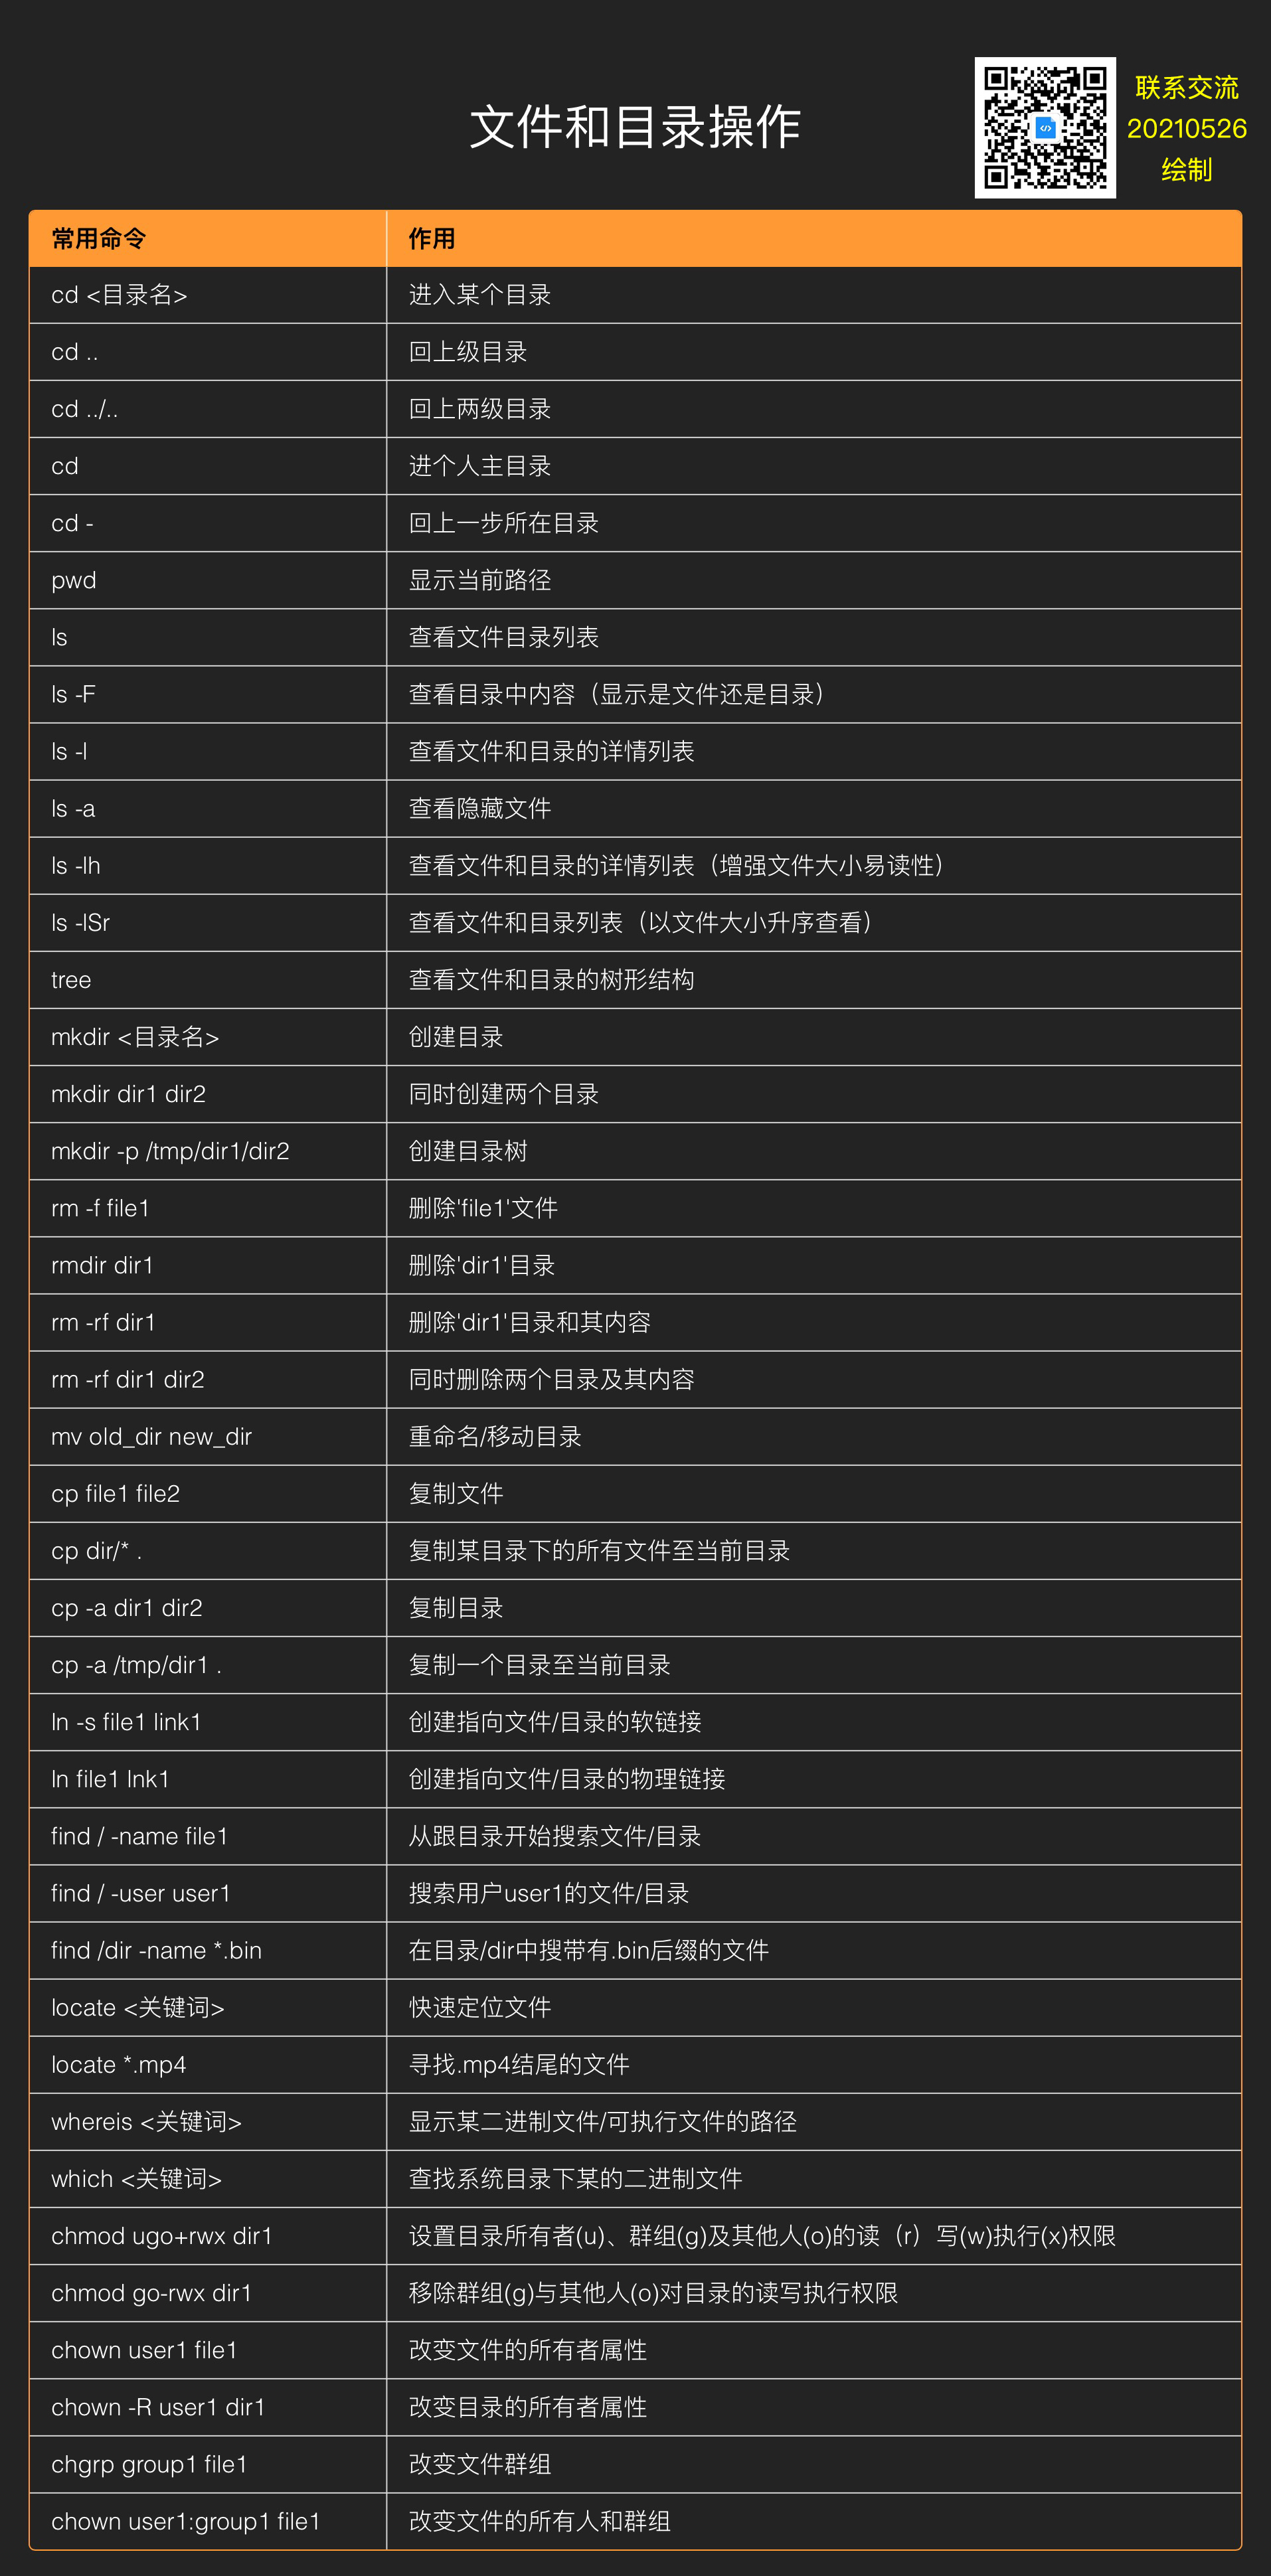 文件和目录操作
联系交流
20210526
绘制
常用命令 作用
cd <目录名> 进入某个目录
cd .. 回上级目录
cd ../.. 回上两级目录
cd 进个人主目录
cd - 回上一步所在目录
pwd 显示当前路径
ls 查看文件目录列表
ls -F 查看目录中内容（显示是文件还是目录）
ls -l 查看文件和目录的详情列表
ls -a 查看隐藏文件
ls -lh 查看文件和目录的详情列表（增强文件大小易读性）
ls -lSr 查看文件和目录列表（以文件大小升序查看）
tree 查看文件和目录的树形结构
mkdir <目录名> 创建目录
mkdir dir1 dir2 同时创建两个目录
mkdir -p /tmp/dir1/dir2 创建目录树
rm -f file1 删除'file1'文件
rmdir dir1 删除'dir1'目录
rm -rf dir1 删除'dir1'目录和其内容
rm -rf dir1 dir2 同时删除两个目录及其内容
mv old_dir new_dir 重命名/移动目录
cp file1 file2 复制文件
cp dir/* . 复制某目录下的所有文件至当前目录
cp -a dir1 dir2 复制目录
cp -a /tmp/dir1 . 复制一个目录至当前目录
ln -s file1 link1 创建指向文件/目录的软链接
ln file1 lnk1 创建指向文件/目录的物理链接
find / -name file1 从跟目录开始搜索文件/目录
find / -user user1 搜索用户user1的文件/目录
find /dir -name *.bin 在目录/dir中搜带有.bin后缀的文件
locate <关键词> 快速定位文件
locate *.mp4 寻找.mp4结尾的文件
whereis <关键词> 显示某二进制文件/可执行文件的路径
which <关键词> 查找系统目录下某的二进制文件
chmod ugo+rwx dir1 设置目录所有者(u)、群组(g)及其他人(o)的读（r）写(w)执行(x)权限
chmod go-rwx dir1 移除群组(g)与其他人(o)对目录的读写执行权限
chown user1 file1 改变文件的所有者属性
chown -R user1 dir1 改变目录的所有者属性
chgrp group1 file1 改变文件群组
chown user1:group1 file1 改变文件的所有人和群组